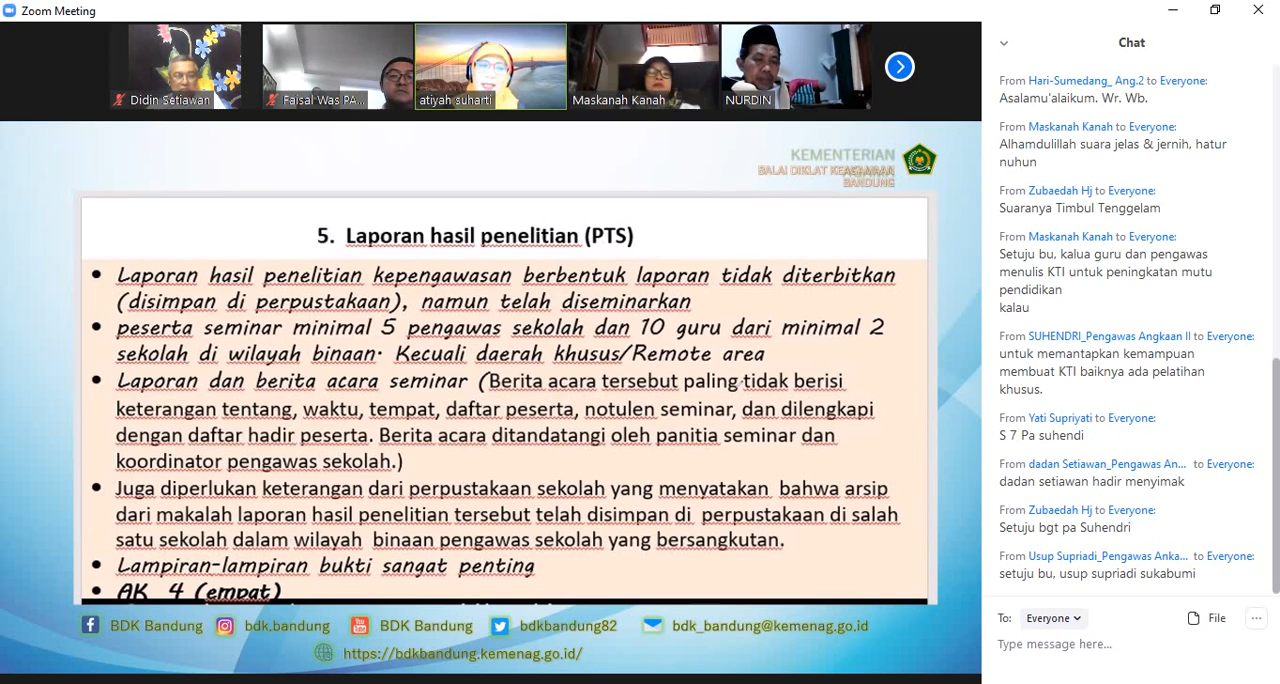 Zoom Meeting
Didin Setiawan
Faisal Was PA...
atiyah suharti
Maskanah Kanah
NURDIN
KEMENTERIAN
BALAI DIKLAT KEAGAMAAN
BANDUNG
5. Laporan hasil penelitian (PTS)
• Laporan hasil penelitian kepengawasan berbentuk laporan tidak diterbitkan
(disimpan di perpustakaan), namun telah diseminarkan
• peserta seminar minimal 5 pengawas sekolah dan 10 guru dari minimal 2
sekolah di wilayah binaan. Kecuali daerah khusus/Remote area
• Laporan dan berita acara seminar (Berita acara tersebut paling tidak berisi
keterangan tentang, waktu, tempat, daftar peserta, notulen seminar, dan dilengkapi
dengan daftar hadir peserta. Berita acara ditandatangi oleh panitia seminar dan
koordinator pengawas sekolah.)
• Juga diperlukan keterangan dari perpustakaan sekolah yang menyatakan bahwa arsip
dari makalah laporan hasil penelitian tersebut telah disimpan di perpustakaan di salah
satu sekolah dalam wilayah binaan pengawas sekolah yang bersangkutan.
• Lampiran-lampiran bukti sangat penting
• AK 4 (empat)
BDK Bandung
bdk.bandung
BDK Bandung
bdkbandung82
bdk_bandung@kemenag.go.id
https://bdkbandung.kemenag.go.id/
Chat
From Hari-Sumedang_ Ang.2 to Everyone:
Asalamu'alaikum. Wr. Wb.
From Maskanah Kanah to Everyone:
Alhamdulillah suara jelas & jernih, hatur
nuhun
From Zubaedah Hj to Everyone:
Suaranya Timbul Tenggelam
From Maskanah Kanah to Everyone:
Setuju bu, kalua guru dan pengawas
menulis KTI untuk peningkatan mutu
pendidikan
kalau
From SUHENDRI_Pengawas Angkaan II to Everyone:
untuk memantapkan kemampuan
membuat KTI baiknya ada pelatihan
khusus.
From Yati Supriyati to Everyone:
S 7 Pa suhendi
From dadan Setiawan_Pengawas An... to Everyone:
dadan setiawan hadir menyimak
From Zubaedah Hj to Everyone:
Setuju bgt pa Suhendri
From Usup Supriadi_Pengawas Anka... to Everyone:
setuju bu, usup supriadi sukabumi
To: Everyone
File
Type message here...